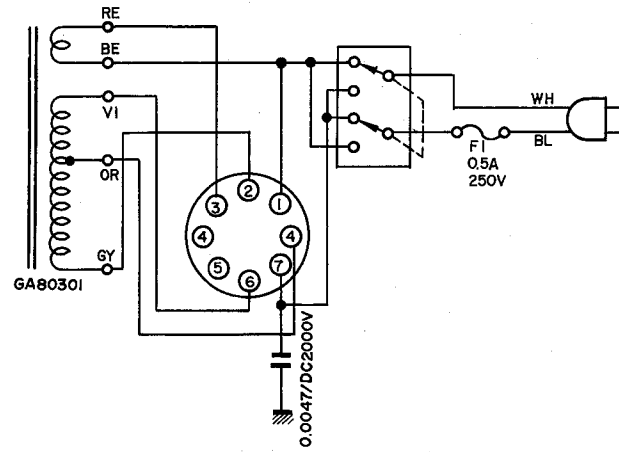 RE
BE
VI
OR
GY
GA80301
WH
BL
F1
0.5A
250V
2
3
1
4
4
5
7
6
0.0047/DC2000V